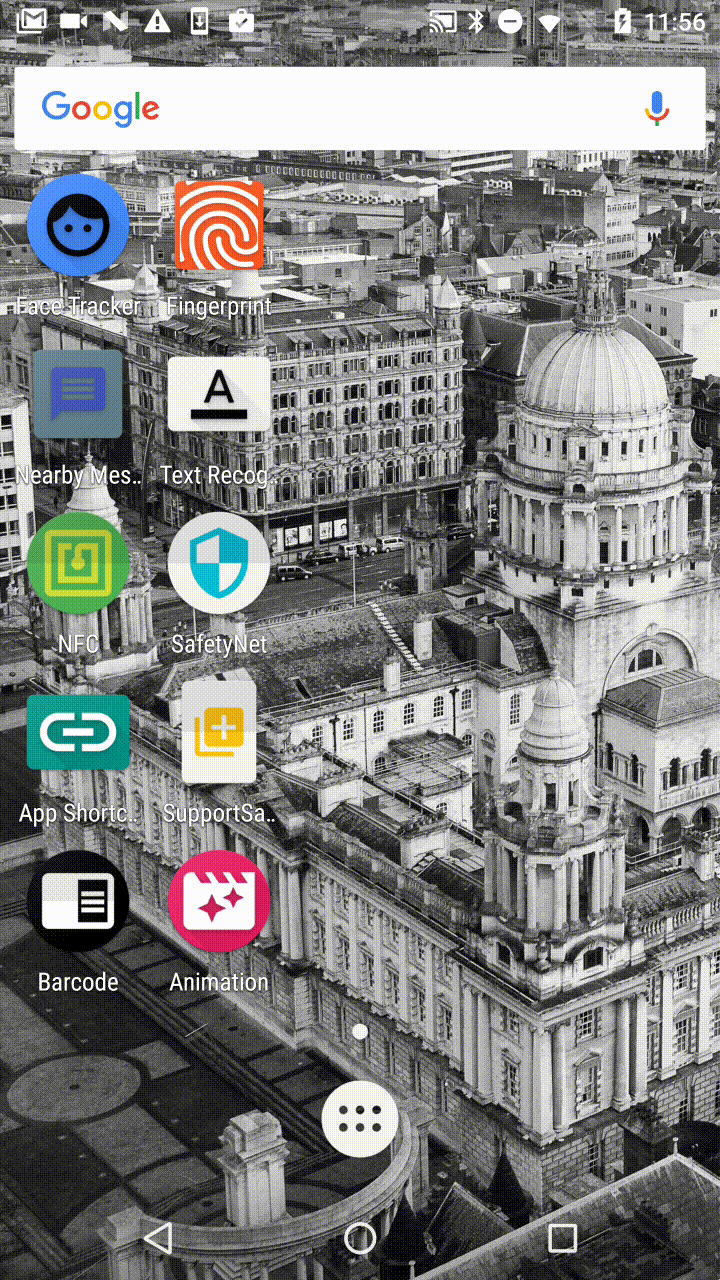 11:56
Google
Face Tracker
Fingerprint
Nearby Mes..
A
Text Recog..
NFC
SafetyNet
App Shortc..
SupportSa..
Barcode
Animation